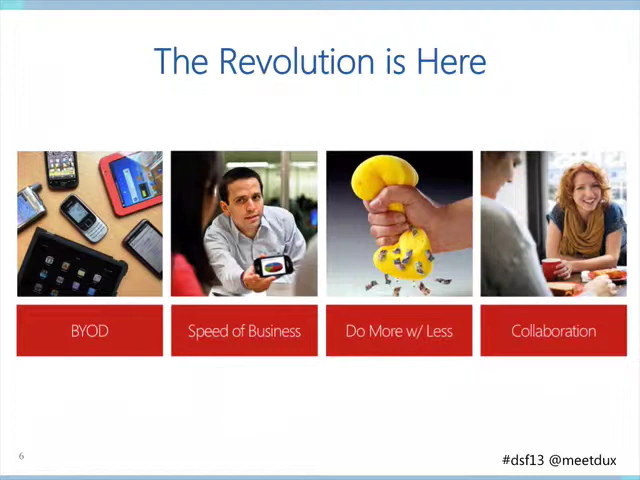 The Revolution is Here
BYOD
Speed of Business
Do More w/ Less
Collaboration
6
#dsf13 @meetdux